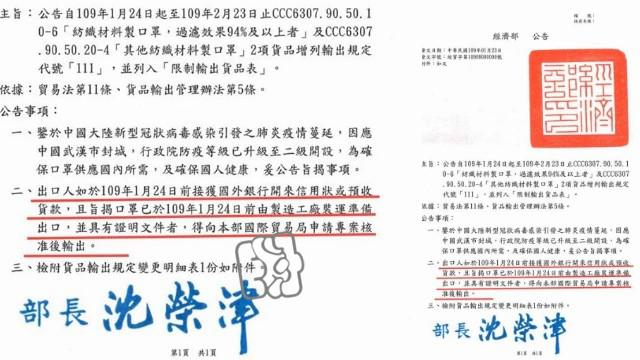 主旨：公告自109年1月24日起至109年2月23日止CCC6307.90.50.1
0-6「紡織材料製口罩，過濾效果94%及以上者」及CCC6307
.90.50.20-4「其他紡織材料製口罩」2項貨品增列輸出規定
代號「111」，並列入「限制輸出貨品表」。
依據：貿易法第11條、貨品輸出管理辦法第5條。
公告事項：
一、鑒於中國大陸新型冠狀病毒感染引發之肺炎疫情蔓延，因應
中國武漢市封城，行政院防疫等級已升級至二級開設，為確
保口罩供應國內所需，及確保國人健康，爰公告旨揭事項。
二、出口人如於109年1月24日前接獲國外銀行開來信用狀或預收
貨款，且旨揭口罩已於109年1月24日前由製造工廠裝運準備
出口，並具有證明文件者，得向本部國際貿易局申請專案核
准後輸出。
三、檢附貨品輸出規定變更明細表1份如附件。
部長 沈榮津
第1頁 共1頁
經濟部 公告
發文日期：中華民國109年01月23日
附件：如文
主旨：公告自109年1月24日起至109年2月23日止CCC6307.90.50.1
0-6「紡織材料製口罩，過濾效果94%及以上者」及CCC6307
.90.50.20-4「其他紡織材料製口罩」2項貨品增列輸出規定
代號「111」，並列入「限制輸出貨品表」。
依據：貿易法第11條、貨品輸出管理辦法第5條。
公告事項：
一、鑒於中國大陸新型冠狀病毒感染引發之肺炎疫情蔓延，因應
中國武漢市封城，行政院防疫等級已升級至二級開設，為確
保口罩供應國內所需，及確保國人健康，爰公告旨揭事項。
二、出口人如於109年1月24日前接獲國外銀行開來信用狀或預收
貨款，且旨揭口罩已於109年1月24日前由製造工廠裝運準備
出口，並具有證明文件者，得向本部國際貿易局申請專案核
准後輸出。
三、檢附貨品輸出規定變更明細表1份如附件。
部長 沈榮津
第1頁 共1頁